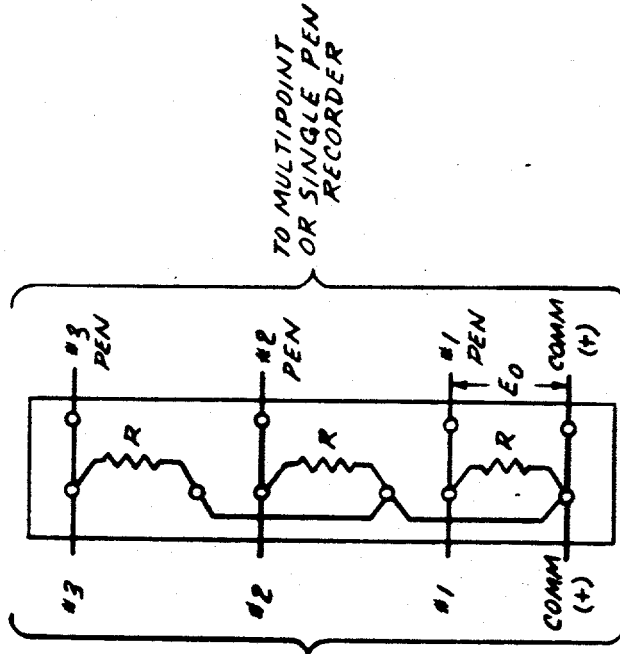 TO MULTIPOINT
OR SINGLE PEN
RECORDER
#3
PEN
#2
PEN
#1
PEN
COMM
(+)
E0
R
R
R
#3
#2
#1
COMM
(+)